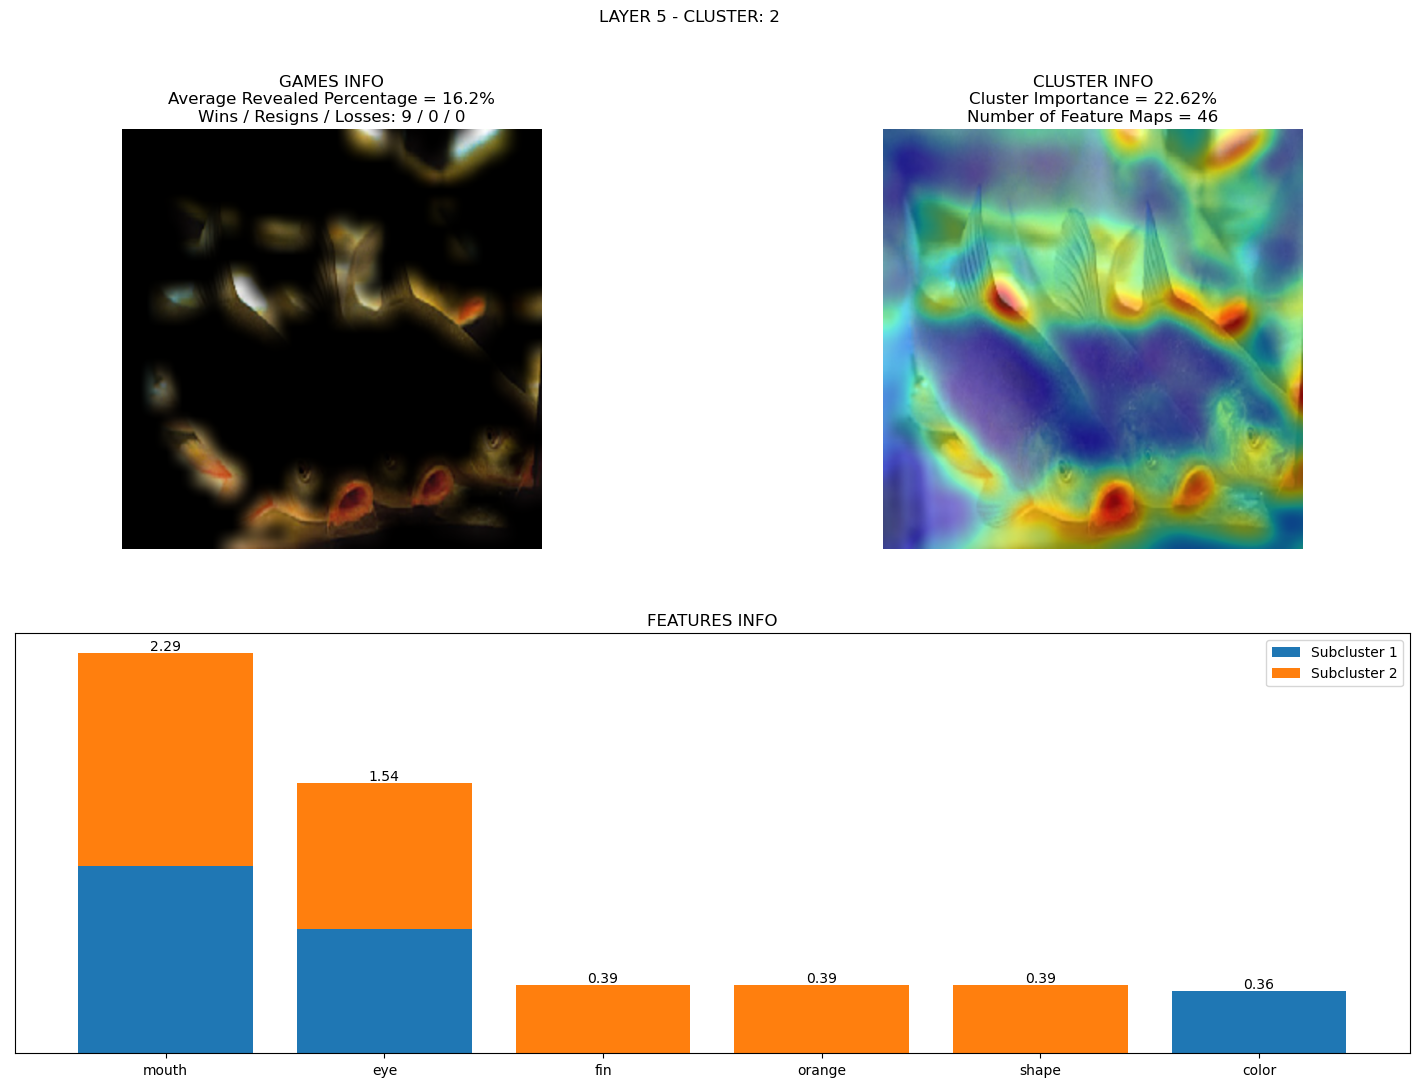 LAYER 5 - CLUSTER: 2
GAMES INFO
Average Revealed Percentage = 16.2%
Wins / Resigns / Losses: 9 / 0 / 0
CLUSTER INFO
Cluster Importance = 22.62%
Number of Feature Maps = 46
FEATURES INFO
Subcluster 1
Subcluster 2
2.29
1.54
0.39
0.39
0.39
0.36
mouth
eye
fin
orange
shape
color